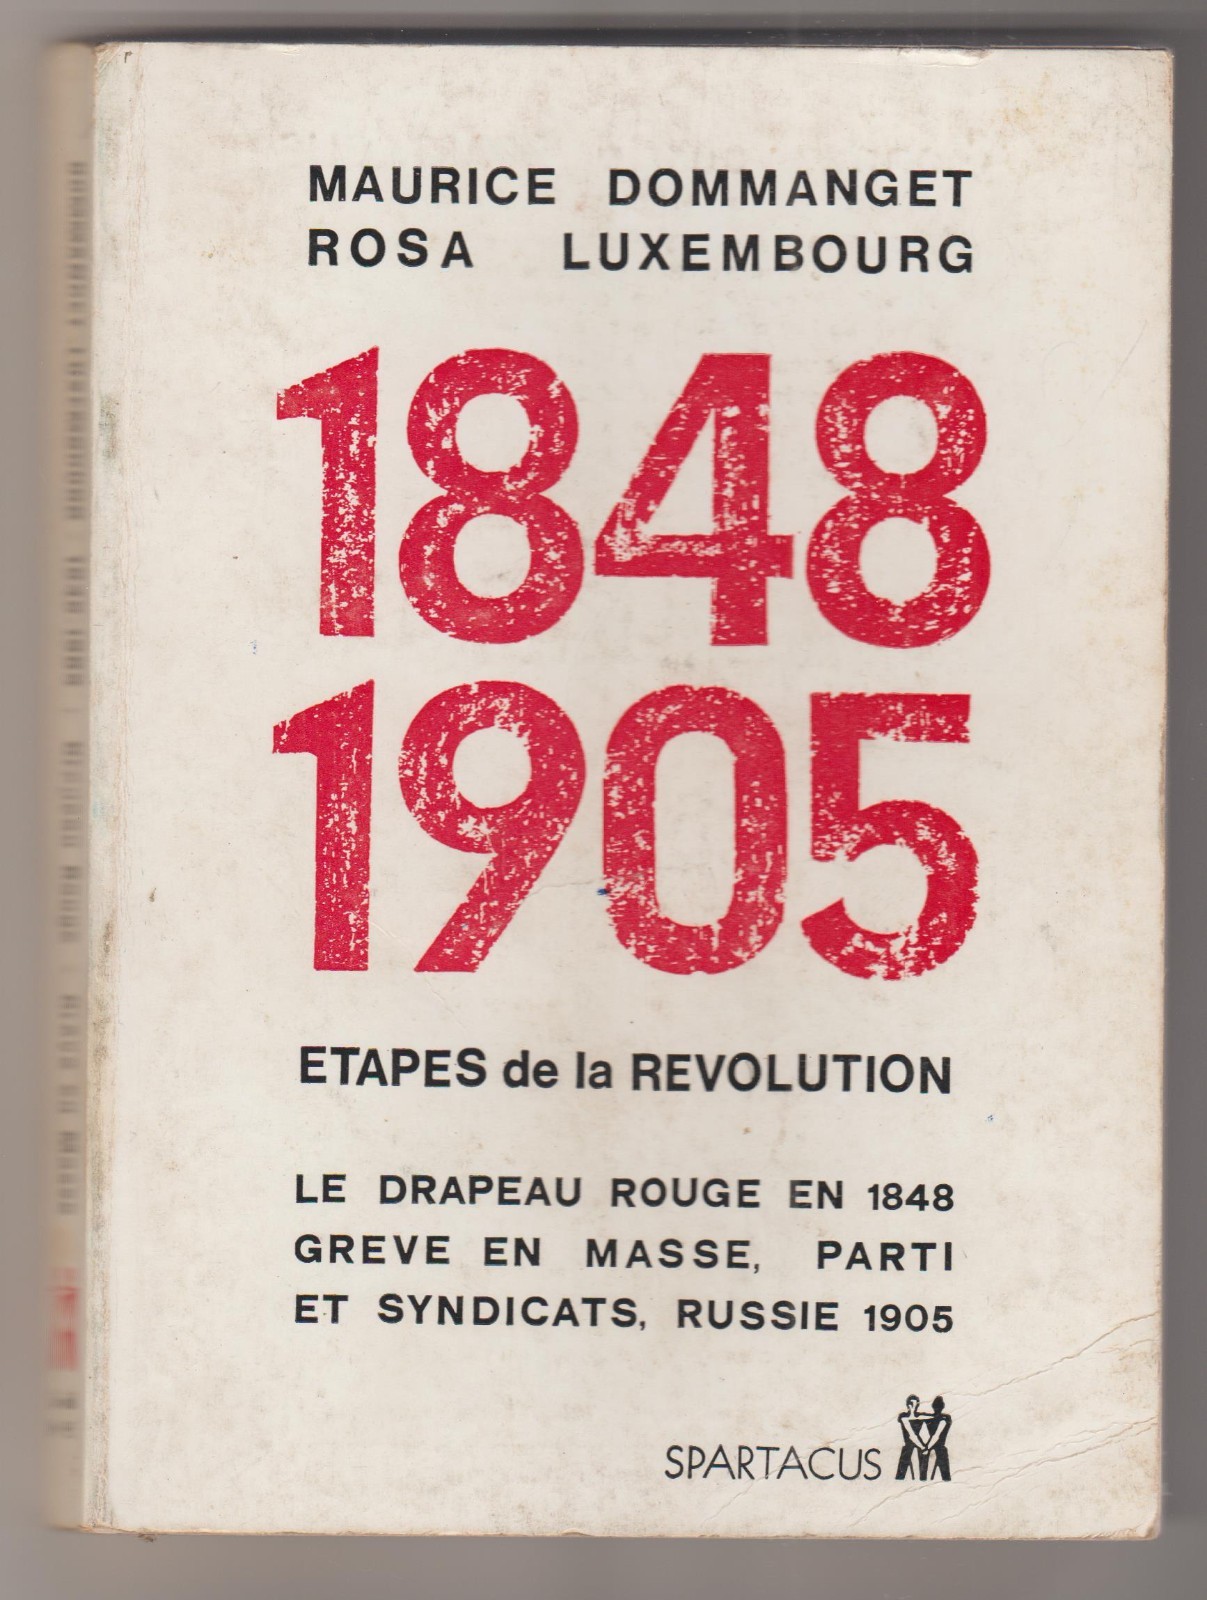 MAURICE DOMMANGET
ROSA LUXEMBOURG
1848
1905
ETAPES de la REVOLUTION
LE DRAPEAU ROUGE EN 1848
GREVE EN MASSE, PARTI
ET SYNDICATS, RUSSIE 1905
SPARTACUS